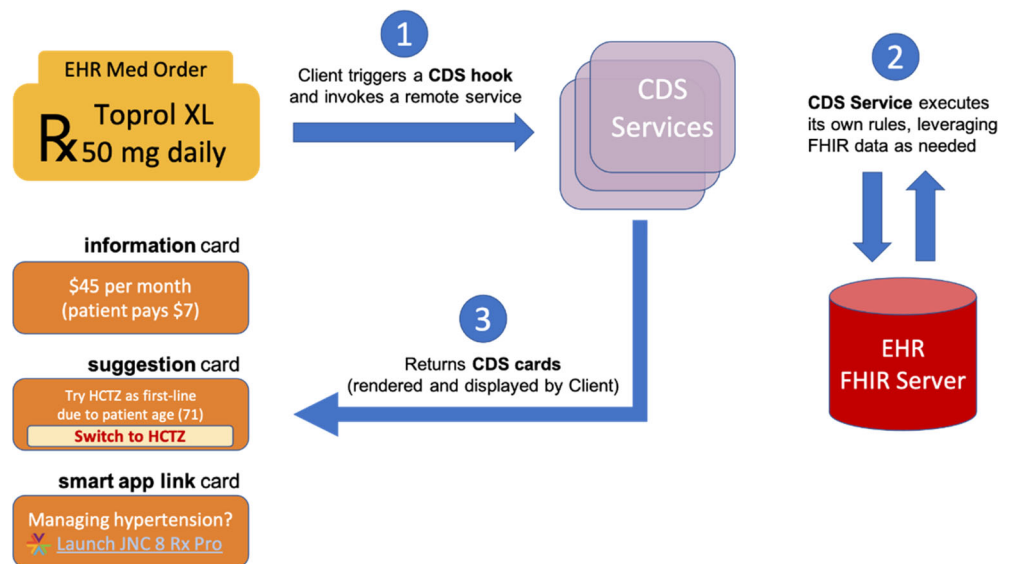 1
Client triggers a CDS hook
and invokes a remote service
EHR Med Order
Rx
Toprol XL
50 mg daily
CDS
Services
2
CDS Service executes
its own rules, leveraging
FHIR data as needed
EHR
FHIR Server
3
Returns CDS cards
(rendered and displayed by Client)
information card
$45 per month
(patient pays $7)
suggestion card
Try HCTZ as first-line
due to patient age (71)
Switch to HCTZ
smart app link card
Managing hypertension?
Launch JNC 8 Rx Pro